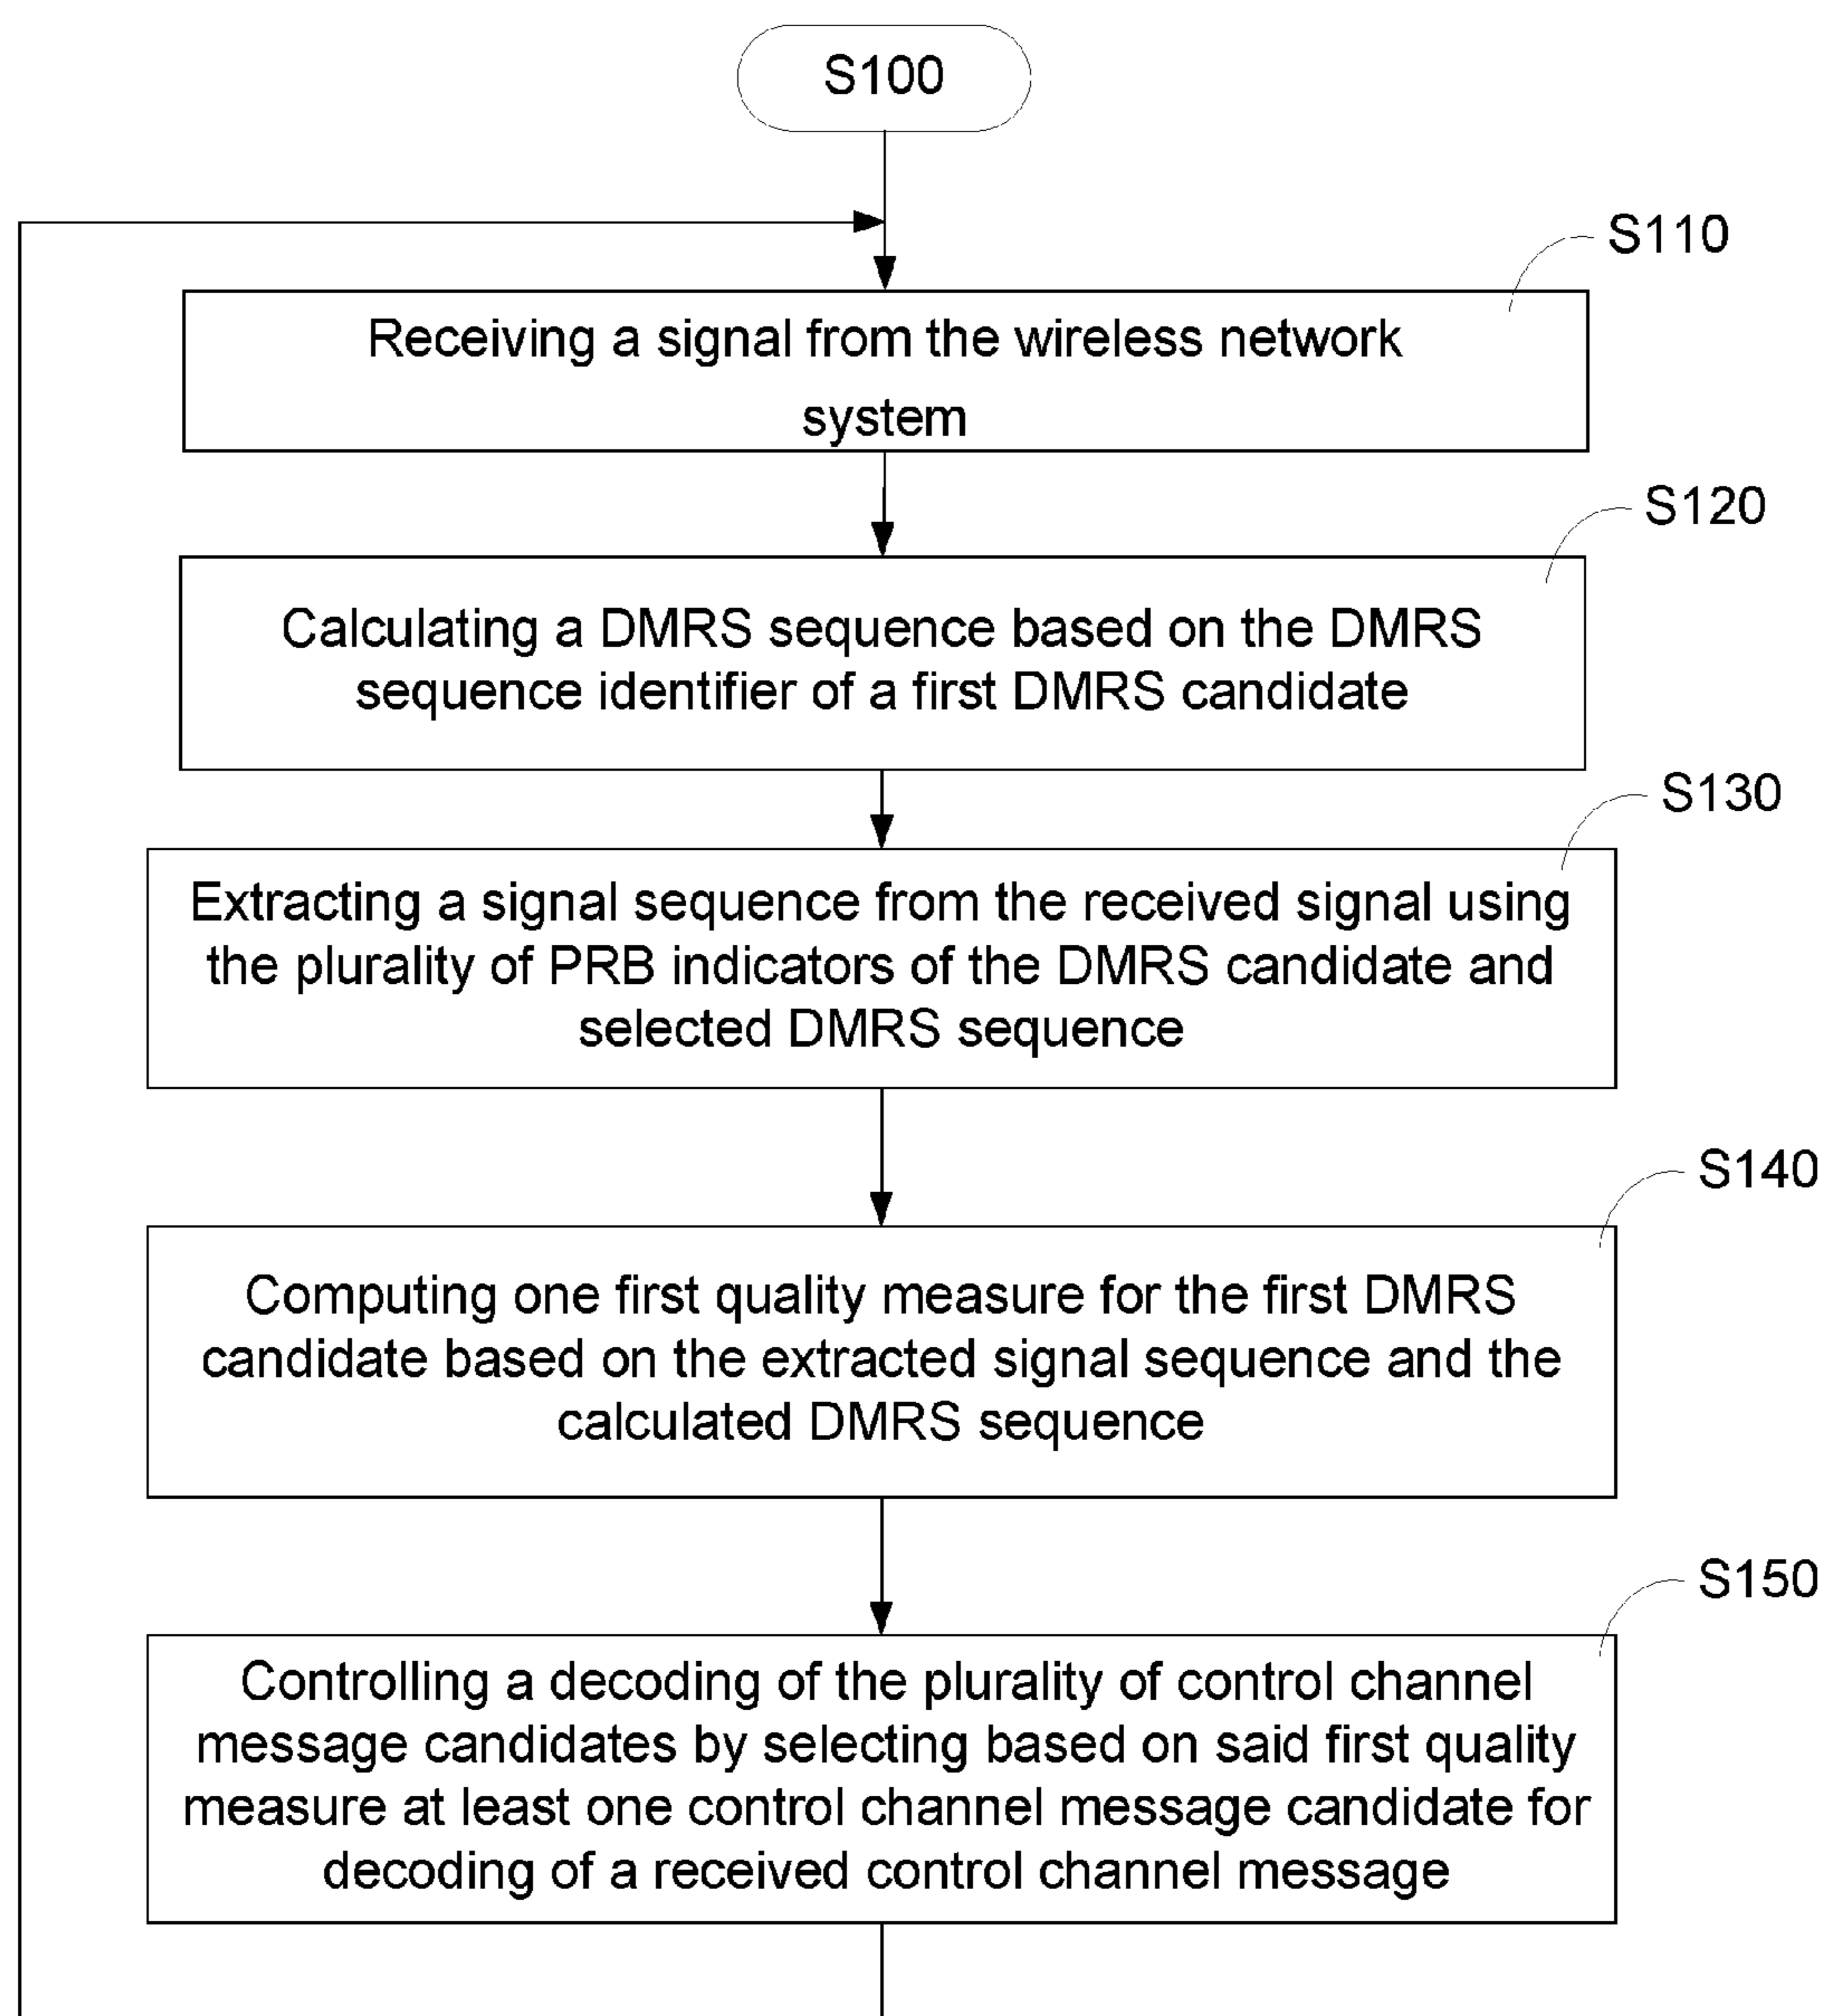 S100
S110
Receiving a signal from the wireless network
system
S120
Calculating a DMRS sequence based on the DMRS
sequence identifier of a first DMRS candidate
S130
Extracting a signal sequence from the received signal using
the plurality of PRB indicators of the DMRS candidate and
selected DMRS sequence
S140
Computing one first quality measure for the first DMRS
candidate based on the extracted signal sequence and the
calculated DMRS sequence
S150
Controlling a decoding of the plurality of control channel
message candidates by selecting based on said first quality
measure at least one control channel message candidate for
decoding of a received control channel message